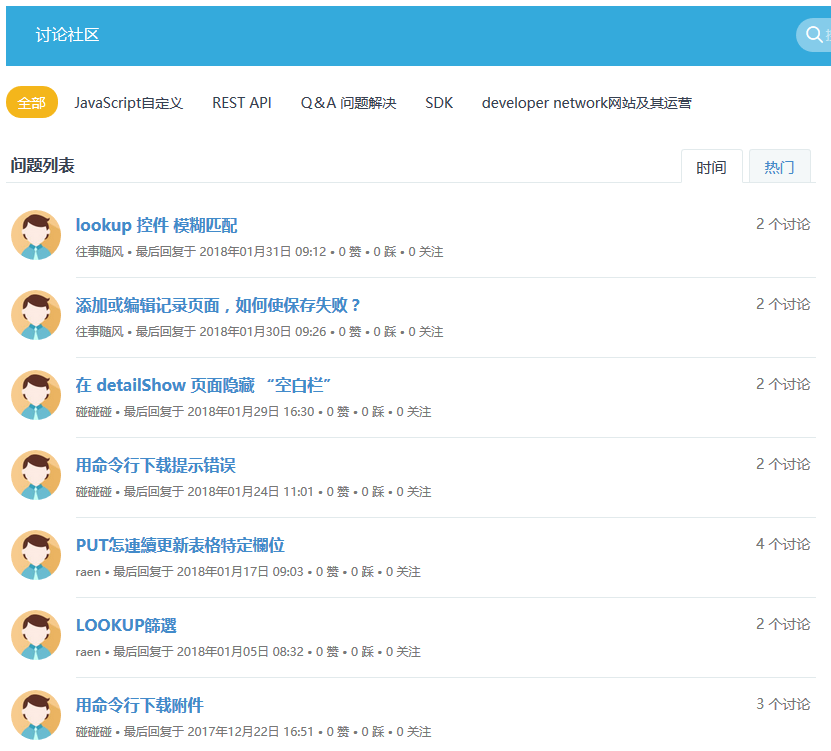 讨论社区
全部 JavaScript自定义 REST API Q&A 问题解决 SDK developer network网站及其运营
问题列表 时间 热门
lookup 控件 模糊匹配 2 个讨论
往事随风 • 最后回复于 2018年01月31日 09:12 • 0 赞 • 0 踩 • 0 关注
添加或编辑记录页面，如何使保存失败？ 2 个讨论
往事随风 • 最后回复于 2018年01月30日 09:26 • 0 赞 • 0 踩 • 0 关注
在 detailShow 页面隐藏 “空白栏” 2 个讨论
碰碰碰 • 最后回复于 2018年01月29日 16:30 • 0 赞 • 0 踩 • 0 关注
用命令行下载提示错误 2 个讨论
碰碰碰 • 最后回复于 2018年01月24日 11:01 • 0 赞 • 0 踩 • 0 关注
PUT怎連續更新表格特定欄位 4 个讨论
raen • 最后回复于 2018年01月17日 09:03 • 0 赞 • 0 踩 • 0 关注
LOOKUP篩選 2 个讨论
raen • 最后回复于 2018年01月05日 08:32 • 0 赞 • 0 踩 • 0 关注
用命令行下载附件 3 个讨论
碰碰碰 • 最后回复于 2017年12月22日 16:51 • 0 赞 • 0 踩 • 0 关注